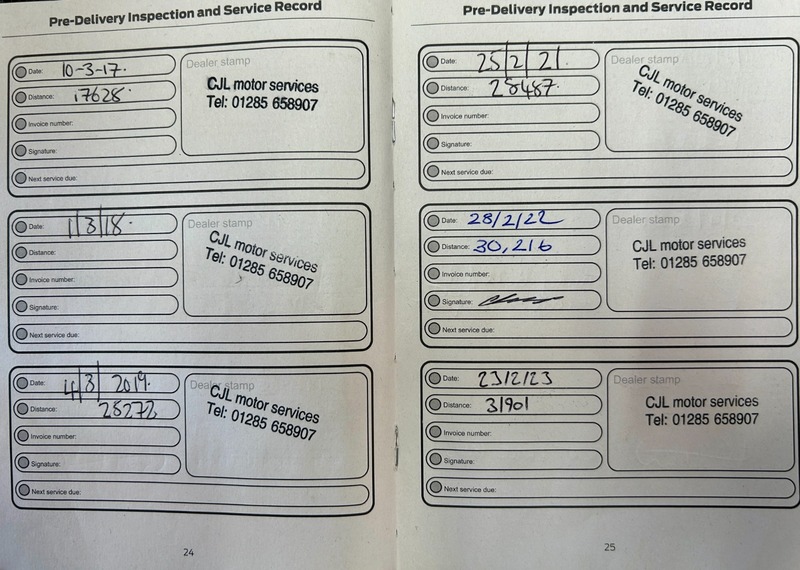 Pre-Delivery Inspection and Service Record
Date: 10-3-17.
Distance: 17628.
Invoice number:
Signature:
Next service due:
Dealer stamp
CJL motor services
Tel: 01285 658907
Date: 1/3/18.
Distance:
Invoice number:
Signature:
Next service due:
Dealer stamp
CJL motor services
Tel: 01285 658907
Date: 4/3/2019.
Distance: 25272
Invoice number:
Signature:
Next service due:
Dealer stamp
CJL motor services
Tel: 01285 658907
24
Pre-Delivery Inspection and Service Record
Date: 25/2/21.
Distance: 28487.
Invoice number:
Signature:
Next service due:
Dealer stamp
CJL motor services
Tel: 01285 658907
Date: 28/2/22
Distance: 30,216
Invoice number:
Signature:
Next service due:
Dealer stamp
CJL motor services
Tel: 01285 658907
Date: 23/2/23
Distance: 31901
Invoice number:
Signature:
Next service due:
Dealer stamp
CJL motor services
Tel: 01285 658907
25